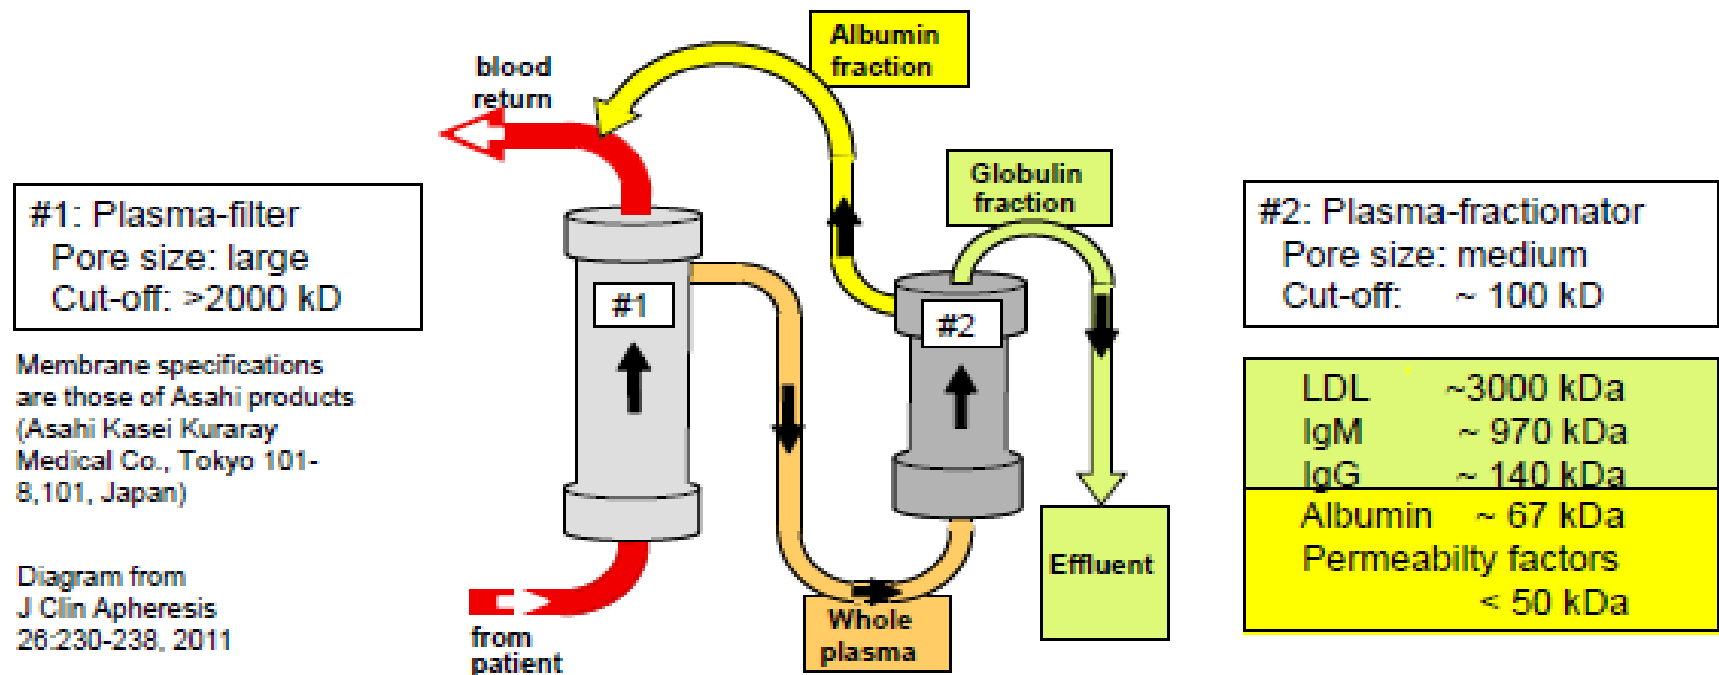 Albumin
fraction
blood
return
Globulin
fraction
#1: Plasma-filter
Pore size: large
Cut-off: >2000 kD
#1
#2
#2: Plasma-fractionator
Pore size: medium
Cut-off: ~ 100 kD
Membrane specifications
are those of Asahi products
(Asahi Kasei Kuraray
Medical Co., Tokyo 101-
8,101, Japan)
LDL ~3000 kDa
IgM ~ 970 kDa
IgG ~ 140 kDa
Albumin ~ 67 kDa
Permeabilty factors
< 50 kDa
Effluent
Diagram from
J Clin Apheresis
26:230-238, 2011
from
patient
Whole
plasma